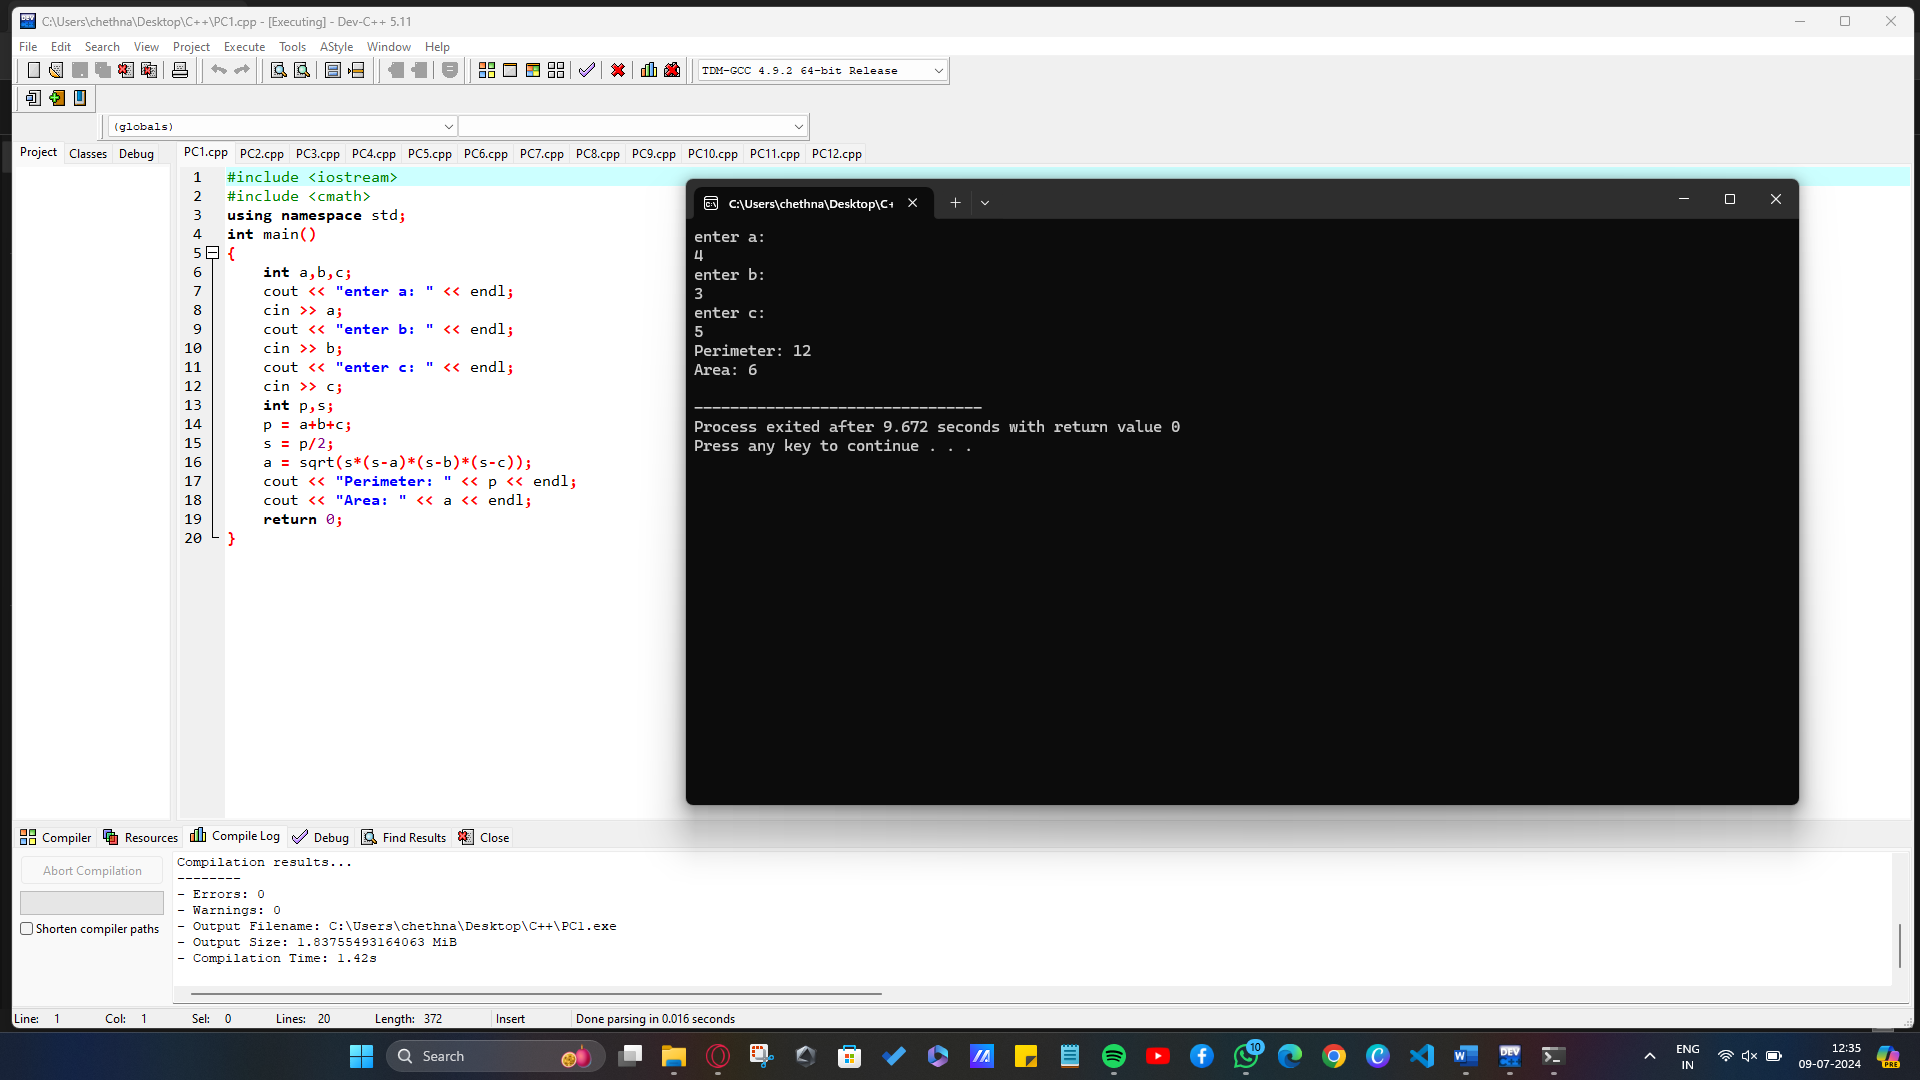 C:\Users\chethna\Desktop\C++\PC1.cpp - [Executing] - Dev-C++ 5.11
File Edit Search View Project Execute Tools AStyle Window Help
TDM-GCC 4.9.2 64-bit Release
(globals)
Project Classes Debug
PC1.cpp PC2.cpp PC3.cpp PC4.cpp PC5.cpp PC6.cpp PC7.cpp PC8.cpp PC9.cpp PC10.cpp PC11.cpp PC12.cpp
1 #include <iostream>
2 #include <cmath>
3 using namespace std;
4 int main()
5 {
6 int a,b,c;
7 cout << "enter a: " << endl;
8 cin >> a;
9 cout << "enter b: " << endl;
10 cin >> b;
11 cout << "enter c: " << endl;
12 cin >> c;
13 int p,s;
14 p = a+b+c;
15 s = p/2;
16 a = sqrt(s*(s-a)*(s-b)*(s-c));
17 cout << "Perimeter: " << p << endl;
18 cout << "Area: " << a << endl;
19 return 0;
20 }
C:\Users\chethna\Desktop\C+
enter a:
4
enter b:
3
enter c:
5
Perimeter: 12
Area: 6
--------------------------------
Process exited after 9.672 seconds with return value 0
Press any key to continue . . .
Compiler Resources Compile Log Debug Find Results Close
Abort Compilation
Shorten compiler paths
Compilation results...
--------
- Errors: 0
- Warnings: 0
- Output Filename: C:\Users\chethna\Desktop\C++\PC1.exe
- Output Size: 1.83755493164063 MiB
- Compilation Time: 1.42s
Line: 1 Col: 1 Sel: 0 Lines: 20 Length: 372 Insert Done parsing in 0.016 seconds
Search
10
DEV
ENG
IN
12:35
09-07-2024
PRE